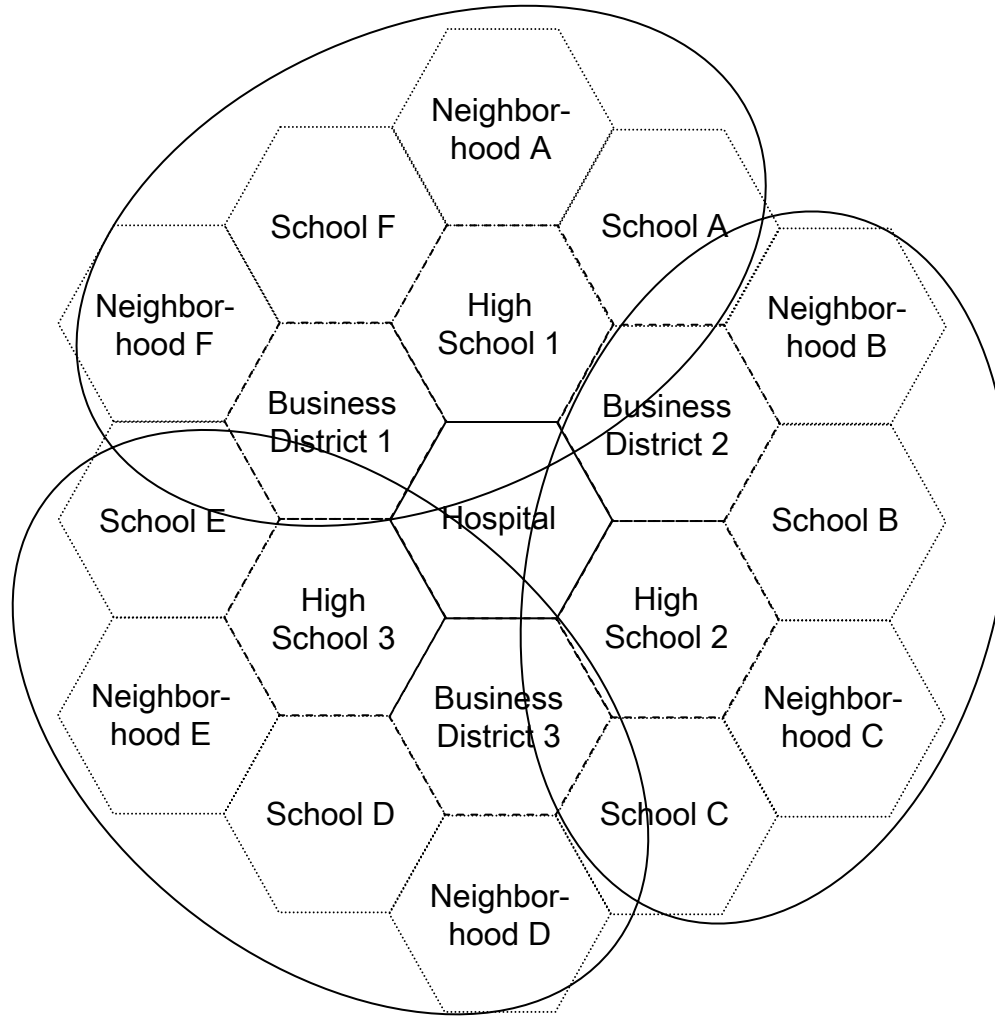 Neighbor-
hood A
School F
School A
Neighbor-
hood F
High
School 1
Neighbor-
hood B
Business
District 1
Business
District 2
School E
Hospital
School B
High
School 3
High
School 2
Neighbor-
hood E
Business
District 3
Neighbor-
hood C
School D
School C
Neighbor-
hood D